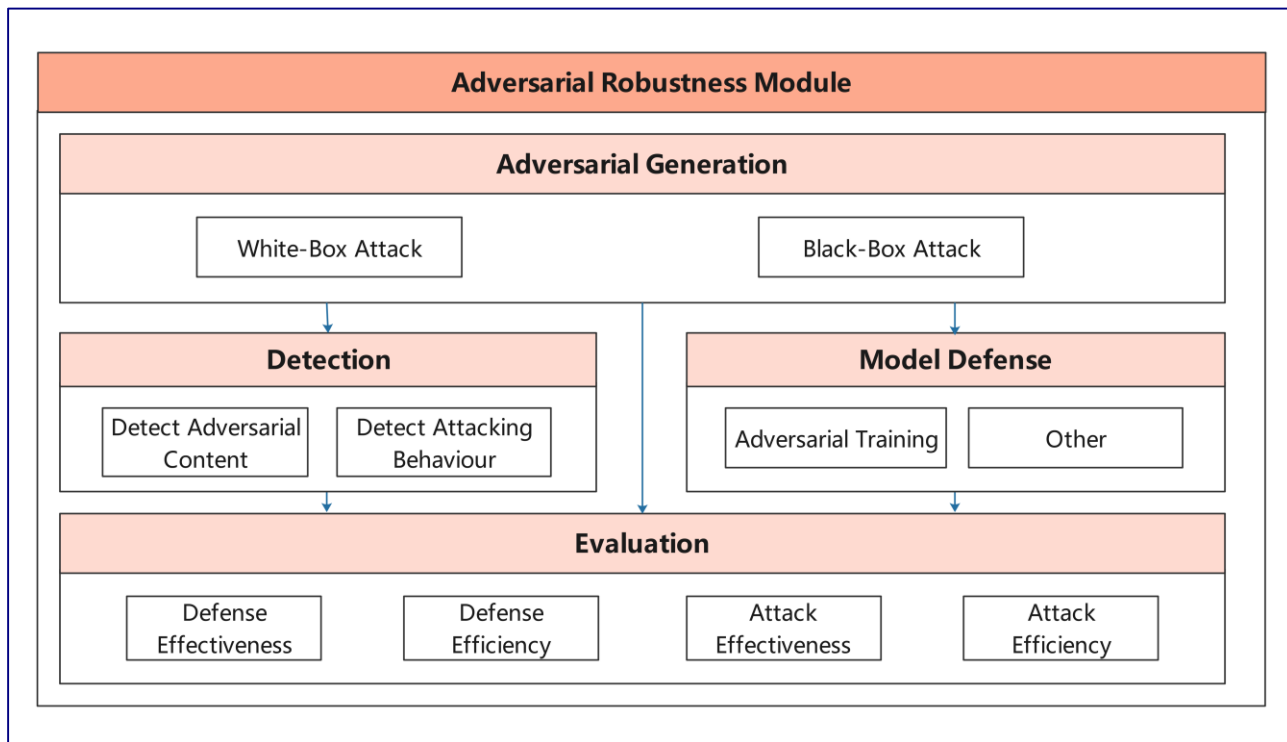 Adversarial Robustness Module
Adversarial Generation
White-Box Attack
Black-Box Attack
Detection
Detect Adversarial
Content
Detect Attacking
Behaviour
Model Defense
Adversarial Training
Other
Evaluation
Defense
Effectiveness
Defense
Efficiency
Attack
Effectiveness
Attack
Efficiency